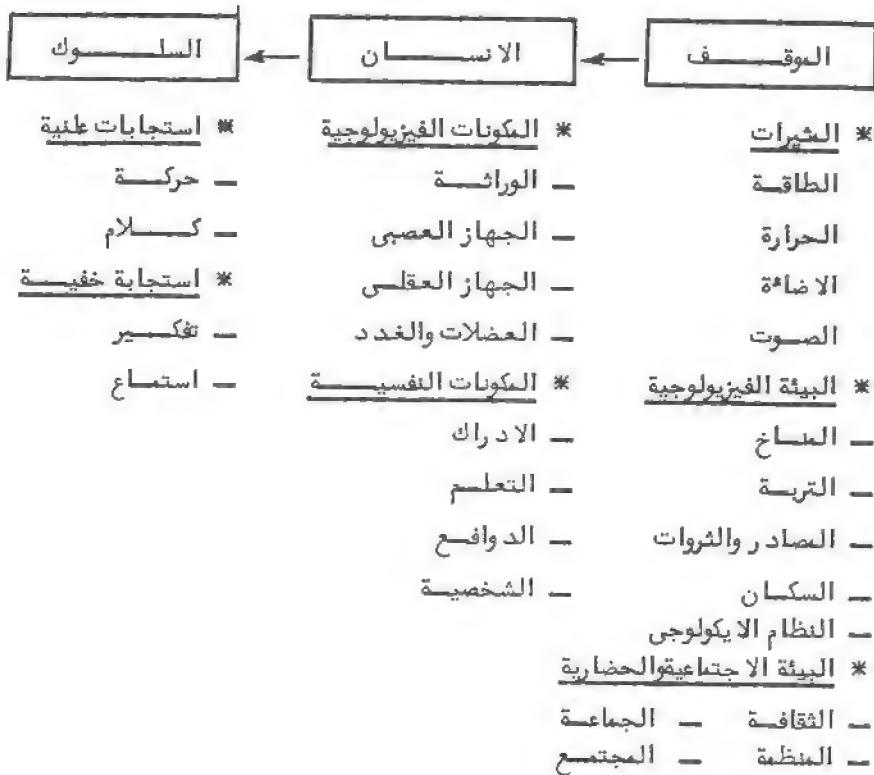 الموقف
الانسان
السلوك
* المثيرات
الطاقة
الحرارة
الاضاءة
الصوت
* البيئة الفيزيولوجية
— المناخ
— التربة
— المصادر والثروات
— السكان
— النظام الايكولوجى
* البيئة الاجتماعية والحضارية
— الثقافة — الجماعة
— المنظمة — المجتمع
* المكونات الفيزيولوجية
— الوراثة
— الجهاز العصبى
— الجهاز العقلى
— العضلات والغدد
* المكونات النفسية
— الادراك
— التعلم
— الدوافع
— الشخصية
* استجابات علنية
— حركة
— كلام
* استجابة خفية
— تفكير
— استماع